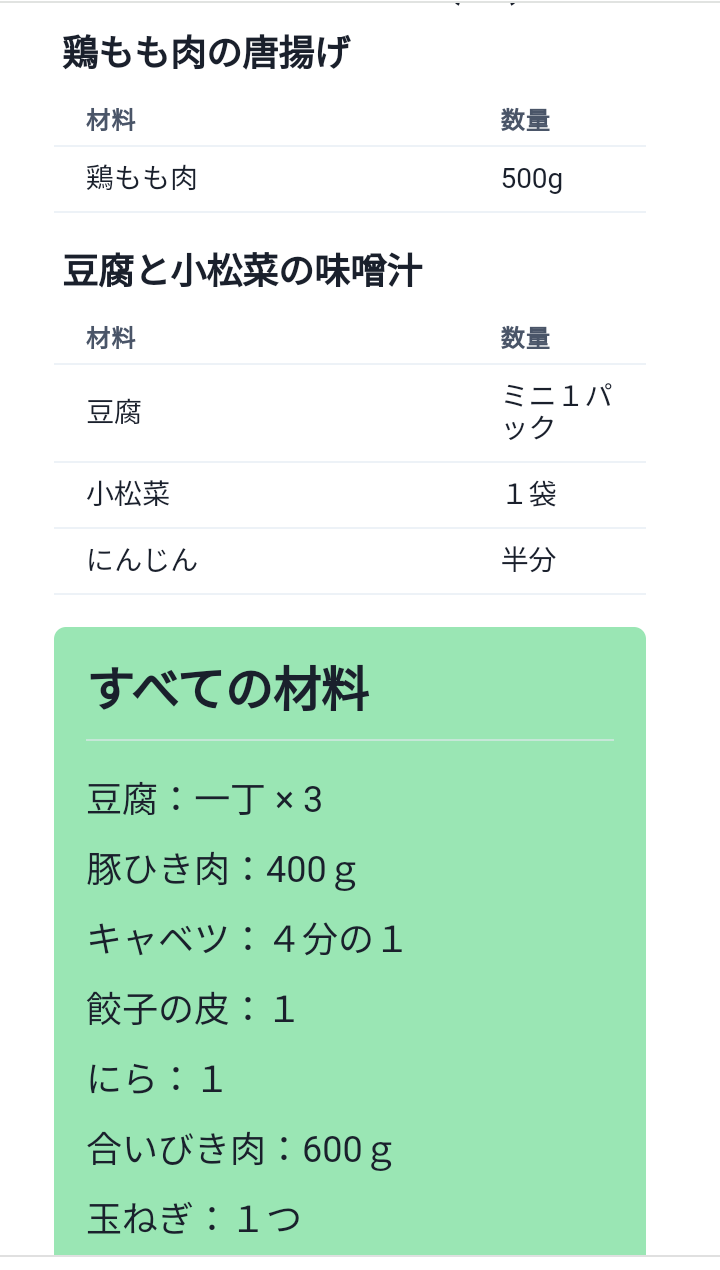 鶏もも肉の唐揚げ
材料 数量
鶏もも肉 500g
豆腐と小松菜の味噌汁
材料 数量
豆腐 ミニ１パ
ック
小松菜 １袋
にんじん 半分
すべての材料
豆腐：一丁 × 3
豚ひき肉：400ｇ
キャベツ：４分の１
餃子の皮：１
にら：１
合いびき肉：600ｇ
玉ねぎ：１つ